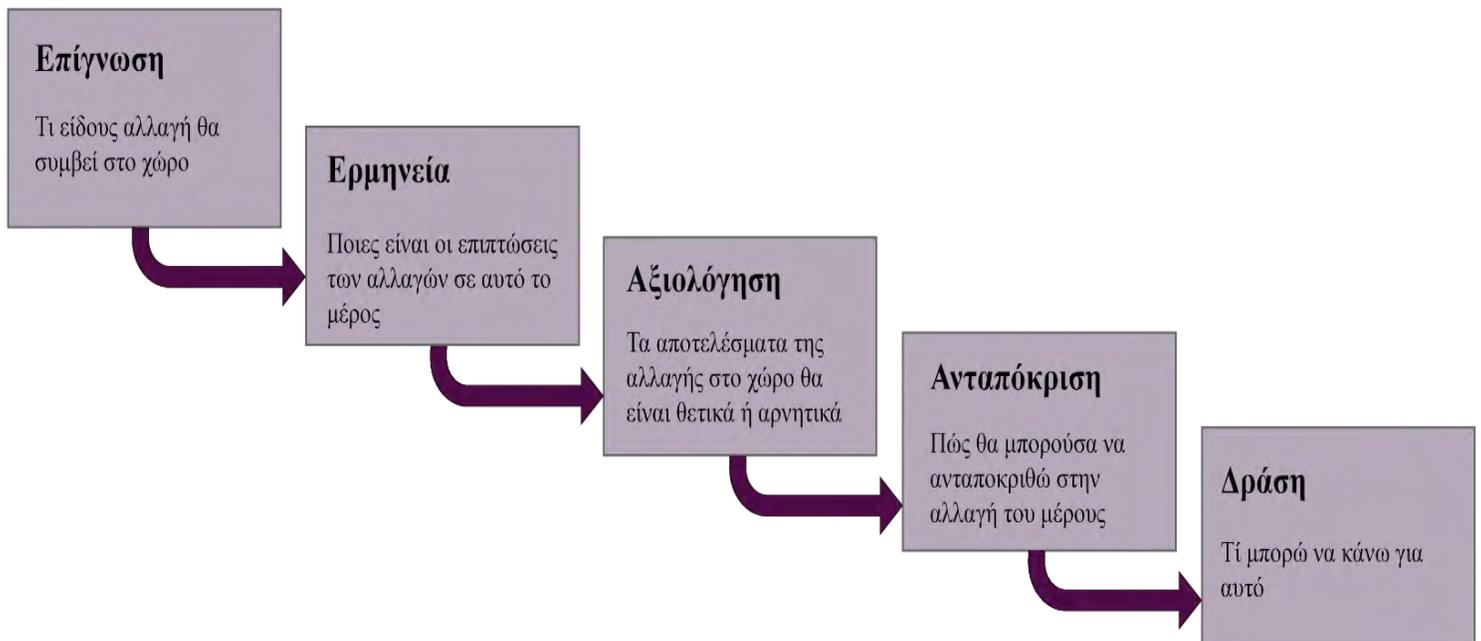 Επίγνωση
Τι είδους αλλαγή θα
συμβεί στο χώρο
Ερμηνεία
Ποιες είναι οι επιπτώσεις
των αλλαγών σε αυτό το
μέρος
Αξιολόγηση
Τα αποτελέσματα της
αλλαγής στο χώρο θα
είναι θετικά ή αρνητικά
Ανταπόκριση
Πώς θα μπορούσα να
ανταποκριθώ στην
αλλαγή του μέρους
Δράση
Τί μπορώ να κάνω για
αυτό